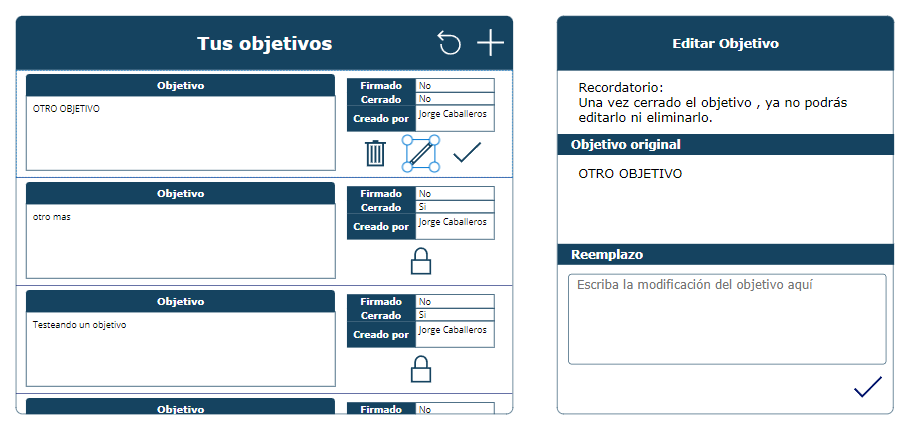 Tus objetivos
Objetivo
OTRO OBJETIVO
Firmado No
Cerrado No
Creado por Jorge Caballeros
Objetivo
otro mas
Firmado No
Cerrado Si
Creado por Jorge Caballeros
Objetivo
Testeando un objetivo
Firmado No
Cerrado Si
Creado por Jorge Caballeros
Objetivo
Firmado No
Editar Objetivo
Recordatorio:
Una vez cerrado el objetivo , ya no podrás
editarlo ni eliminarlo.
Objetivo original
OTRO OBJETIVO
Reemplazo
Escriba la modificación del objetivo aquí